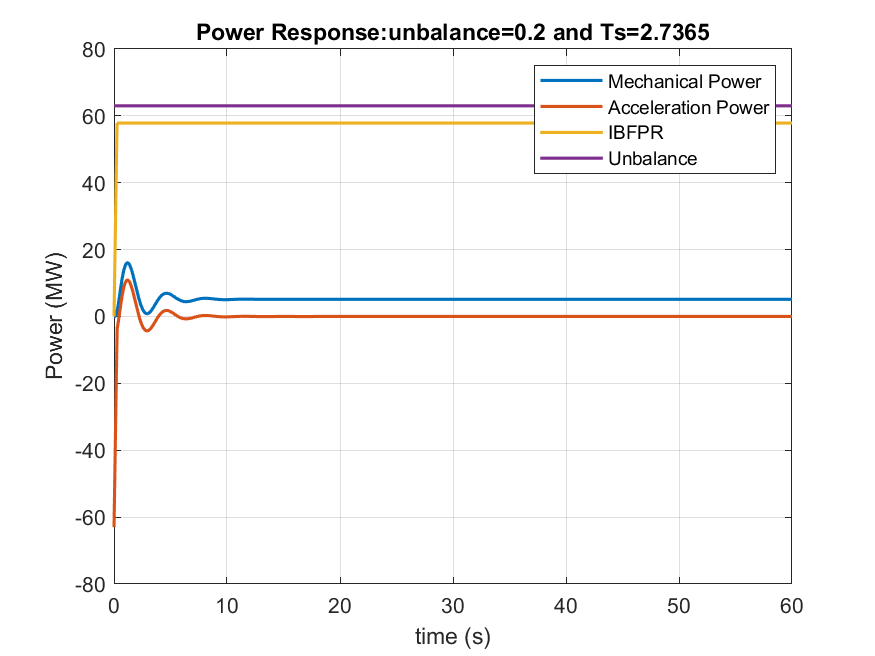 Power Response:unbalance=0.2 and Ts=2.7365
80
60
40
20
0
-20
-40
-60
-80
Power (MW)
Mechanical Power
Acceleration Power
IBFPR
Unbalance
0 10 20 30 40 50 60
time (s)